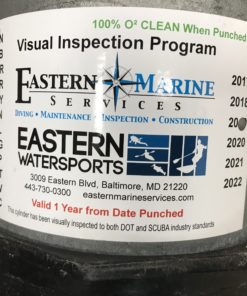 100% O² CLEAN When Punched
Visual Inspection Program
EASTERN MARINE
SERVICES
DIVING • MAINTENANCE • INSPECTION • CONSTRUCTION
EASTERN
WATERSPORTS
3009 Eastern Blvd, Baltimore, MD 21220
443-730-0300 easternmarineservices.com
Valid 1 Year from Date Punched
This cylinder has been visually inspected to both DOT and SCUBA industry standards
2020
2021
2022